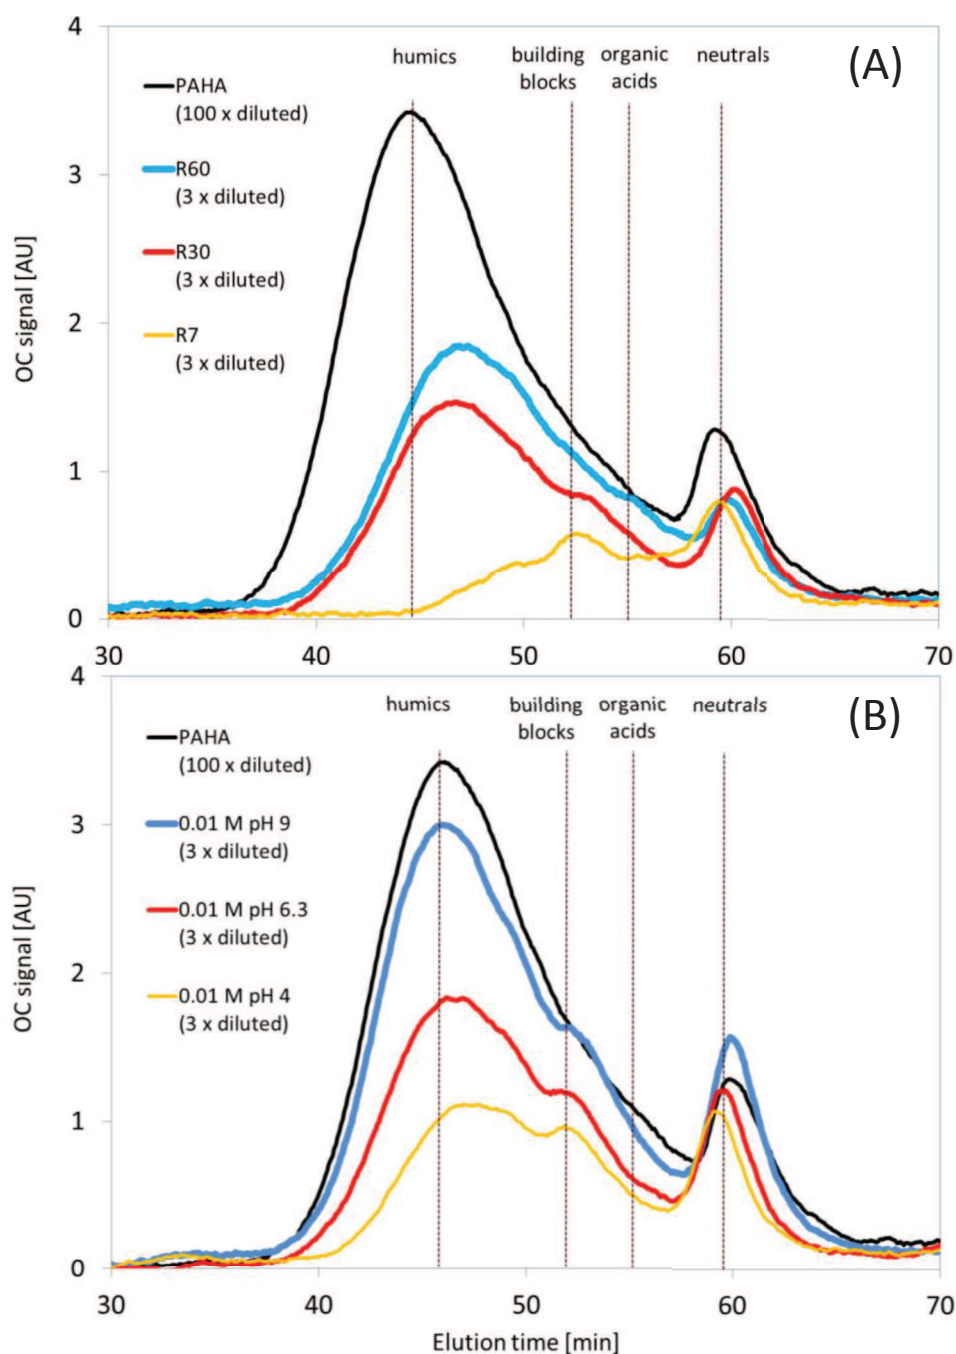 4
humics
building
blocks
organic
acids
neutrals
(A)
PAHA
(100 x diluted)
R60
(3 x diluted)
R30
(3 x diluted)
R7
(3 x diluted)
3
2
1
0
OC signal [AU]
30
40
50
60
70
4
humics
building
blocks
organic
acids
neutrals
(B)
PAHA
(100 x diluted)
0.01 M pH 9
(3 x diluted)
0.01 M pH 6.3
(3 x diluted)
0.01 M pH 4
(3 x diluted)
3
2
1
0
OC signal [AU]
30
40
50
60
70
Elution time [min]